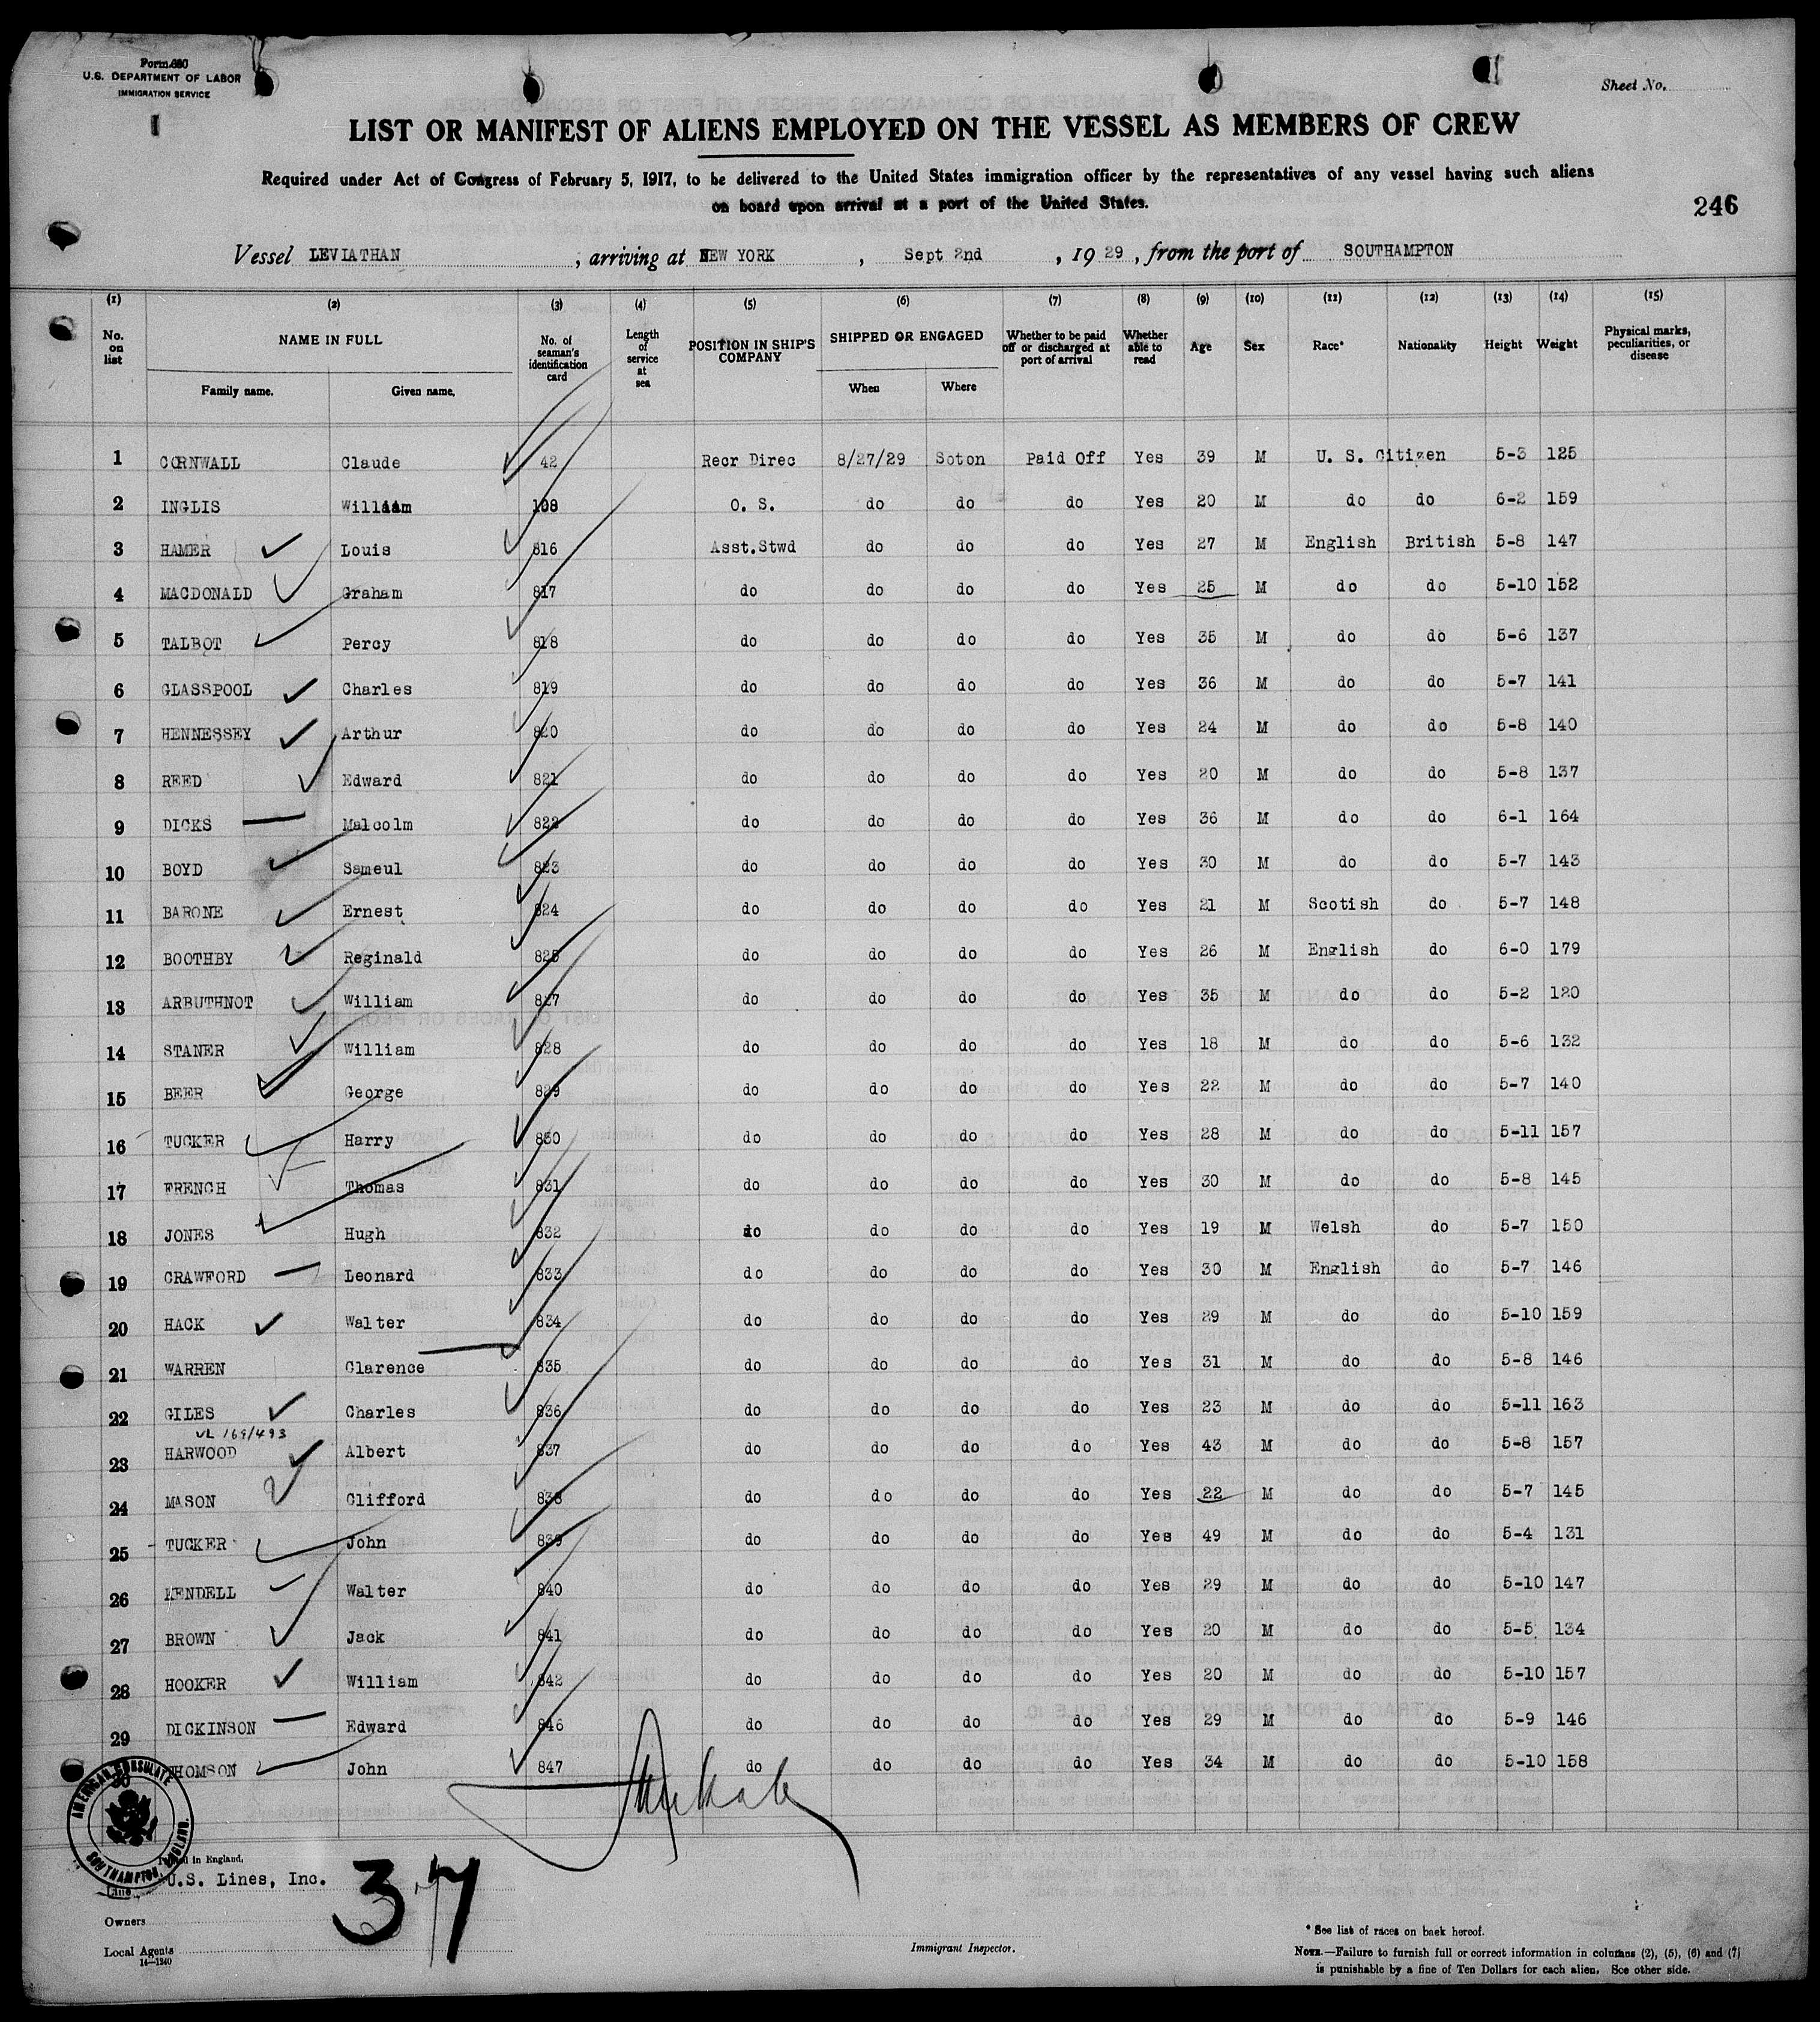 Form 680
U.S. DEPARTMENT OF LABOR
IMMIGRATION SERVICE
Sheet No.
LIST OR MANIFEST OF ALIENS EMPLOYED ON THE VESSEL AS MEMBERS OF CREW
Required under Act of Congress of February 5, 1917, to be delivered to the United States immigration officer by the representatives of any vessel having such aliens
on board upon arrival at a port of the United States.
246
Vessel LEVIATHAN , arriving at NEW YORK , Sept 2nd , 19 29 , from the port of SOUTHAMPTON
(1) (2) (3) (4) (5) (6) (7) (8) (9) (10) (11) (12) (13) (14) (15)
No. on list NAME IN FULL No. of seaman's identification card Length of service at sea POSITION IN SHIP'S COMPANY SHIPPED OR ENGAGED Whether to be paid off or discharged at port of arrival Whether able to read Age Sex Race* Nationality Height Weight Physical marks, peculiarities, or disease
Family name. Given name. When Where
1 CORNWALL Claude 42 Recr Direc 8/27/29 Soton Paid Off Yes 39 M U. S. Citizen 5-3 125
2 INGLIS William 108 O. S. do do do Yes 20 M do do 6-2 159
3 HAMER Louis 816 Asst.Stwd do do do Yes 27 M English British 5-8 147
4 MACDONALD Graham 817 do do do do Yes 25 M do do 5-10 152
5 TALBOT Percy 818 do do do do Yes 35 M do do 5-6 137
6 GLASSPOOL Charles 819 do do do do Yes 36 M do do 5-7 141
7 HENNESSEY Arthur 820 do do do do Yes 24 M do do 5-8 140
8 REED Edward 821 do do do do Yes 20 M do do 5-8 137
9 DICKS Malcolm 822 do do do do Yes 36 M do do 6-1 164
10 BOYD Sameul 823 do do do do Yes 30 M do do 5-7 143
11 BARONE Ernest 824 do do do do Yes 21 M Scotish do 5-7 148
12 BOOTHBY Reginald 825 do do do do Yes 26 M English do 6-0 179
13 ARBUTHNOT William 827 do do do do Yes 35 M do do 5-2 120
14 STANER William 828 do do do do Yes 18 M do do 5-6 132
15 BEER George 829 do do do do Yes 22 M do do 5-7 140
16 TUCKER Harry 830 do do do do Yes 28 M do do 5-11 157
17 FRENCH Thomas 831 do do do do Yes 30 M do do 5-8 145
18 JONES Hugh 832 do do do do Yes 19 M Welsh do 5-7 150
19 CRAWFORD Leonard 833 do do do do Yes 30 M English do 5-7 146
20 HACK Walter 834 do do do do Yes 29 M do do 5-10 159
21 WARREN Clarence 835 do do do do Yes 31 M do do 5-8 146
22 GILES Charles 836 do do do do Yes 23 M do do 5-11 163
VL 169/493
23 HARWOOD Albert 837 do do do do Yes 43 M do do 5-8 157
24 MASON Clifford 838 do do do do Yes 22 M do do 5-7 145
25 TUCKER John 839 do do do do Yes 49 M do do 5-4 131
26 KENDELL Walter 840 do do do do Yes 29 M do do 5-10 147
27 BROWN Jack 841 do do do do Yes 20 M do do 5-5 134
28 HOOKER William 842 do do do do Yes 20 M do do 5-10 157
29 DICKINSON Edward 846 do do do do Yes 29 M do do 5-9 146
30 THOMSON John 847 do do do do Yes 34 M do do 5-10 158
AMERICAN CONSULATE
SOUTHAMPTON, ENGLAND.
Printed in England.
Line U.S. Lines, Inc.
37
Owners
Local Agents
14—1240
Immigrant Inspector.
* See list of races on back hereof.
NOTE.—Failure to furnish full or correct information in columns (2), (5), (6) and (7)
is punishable by a fine of Ten Dollars for each alien. See other side.